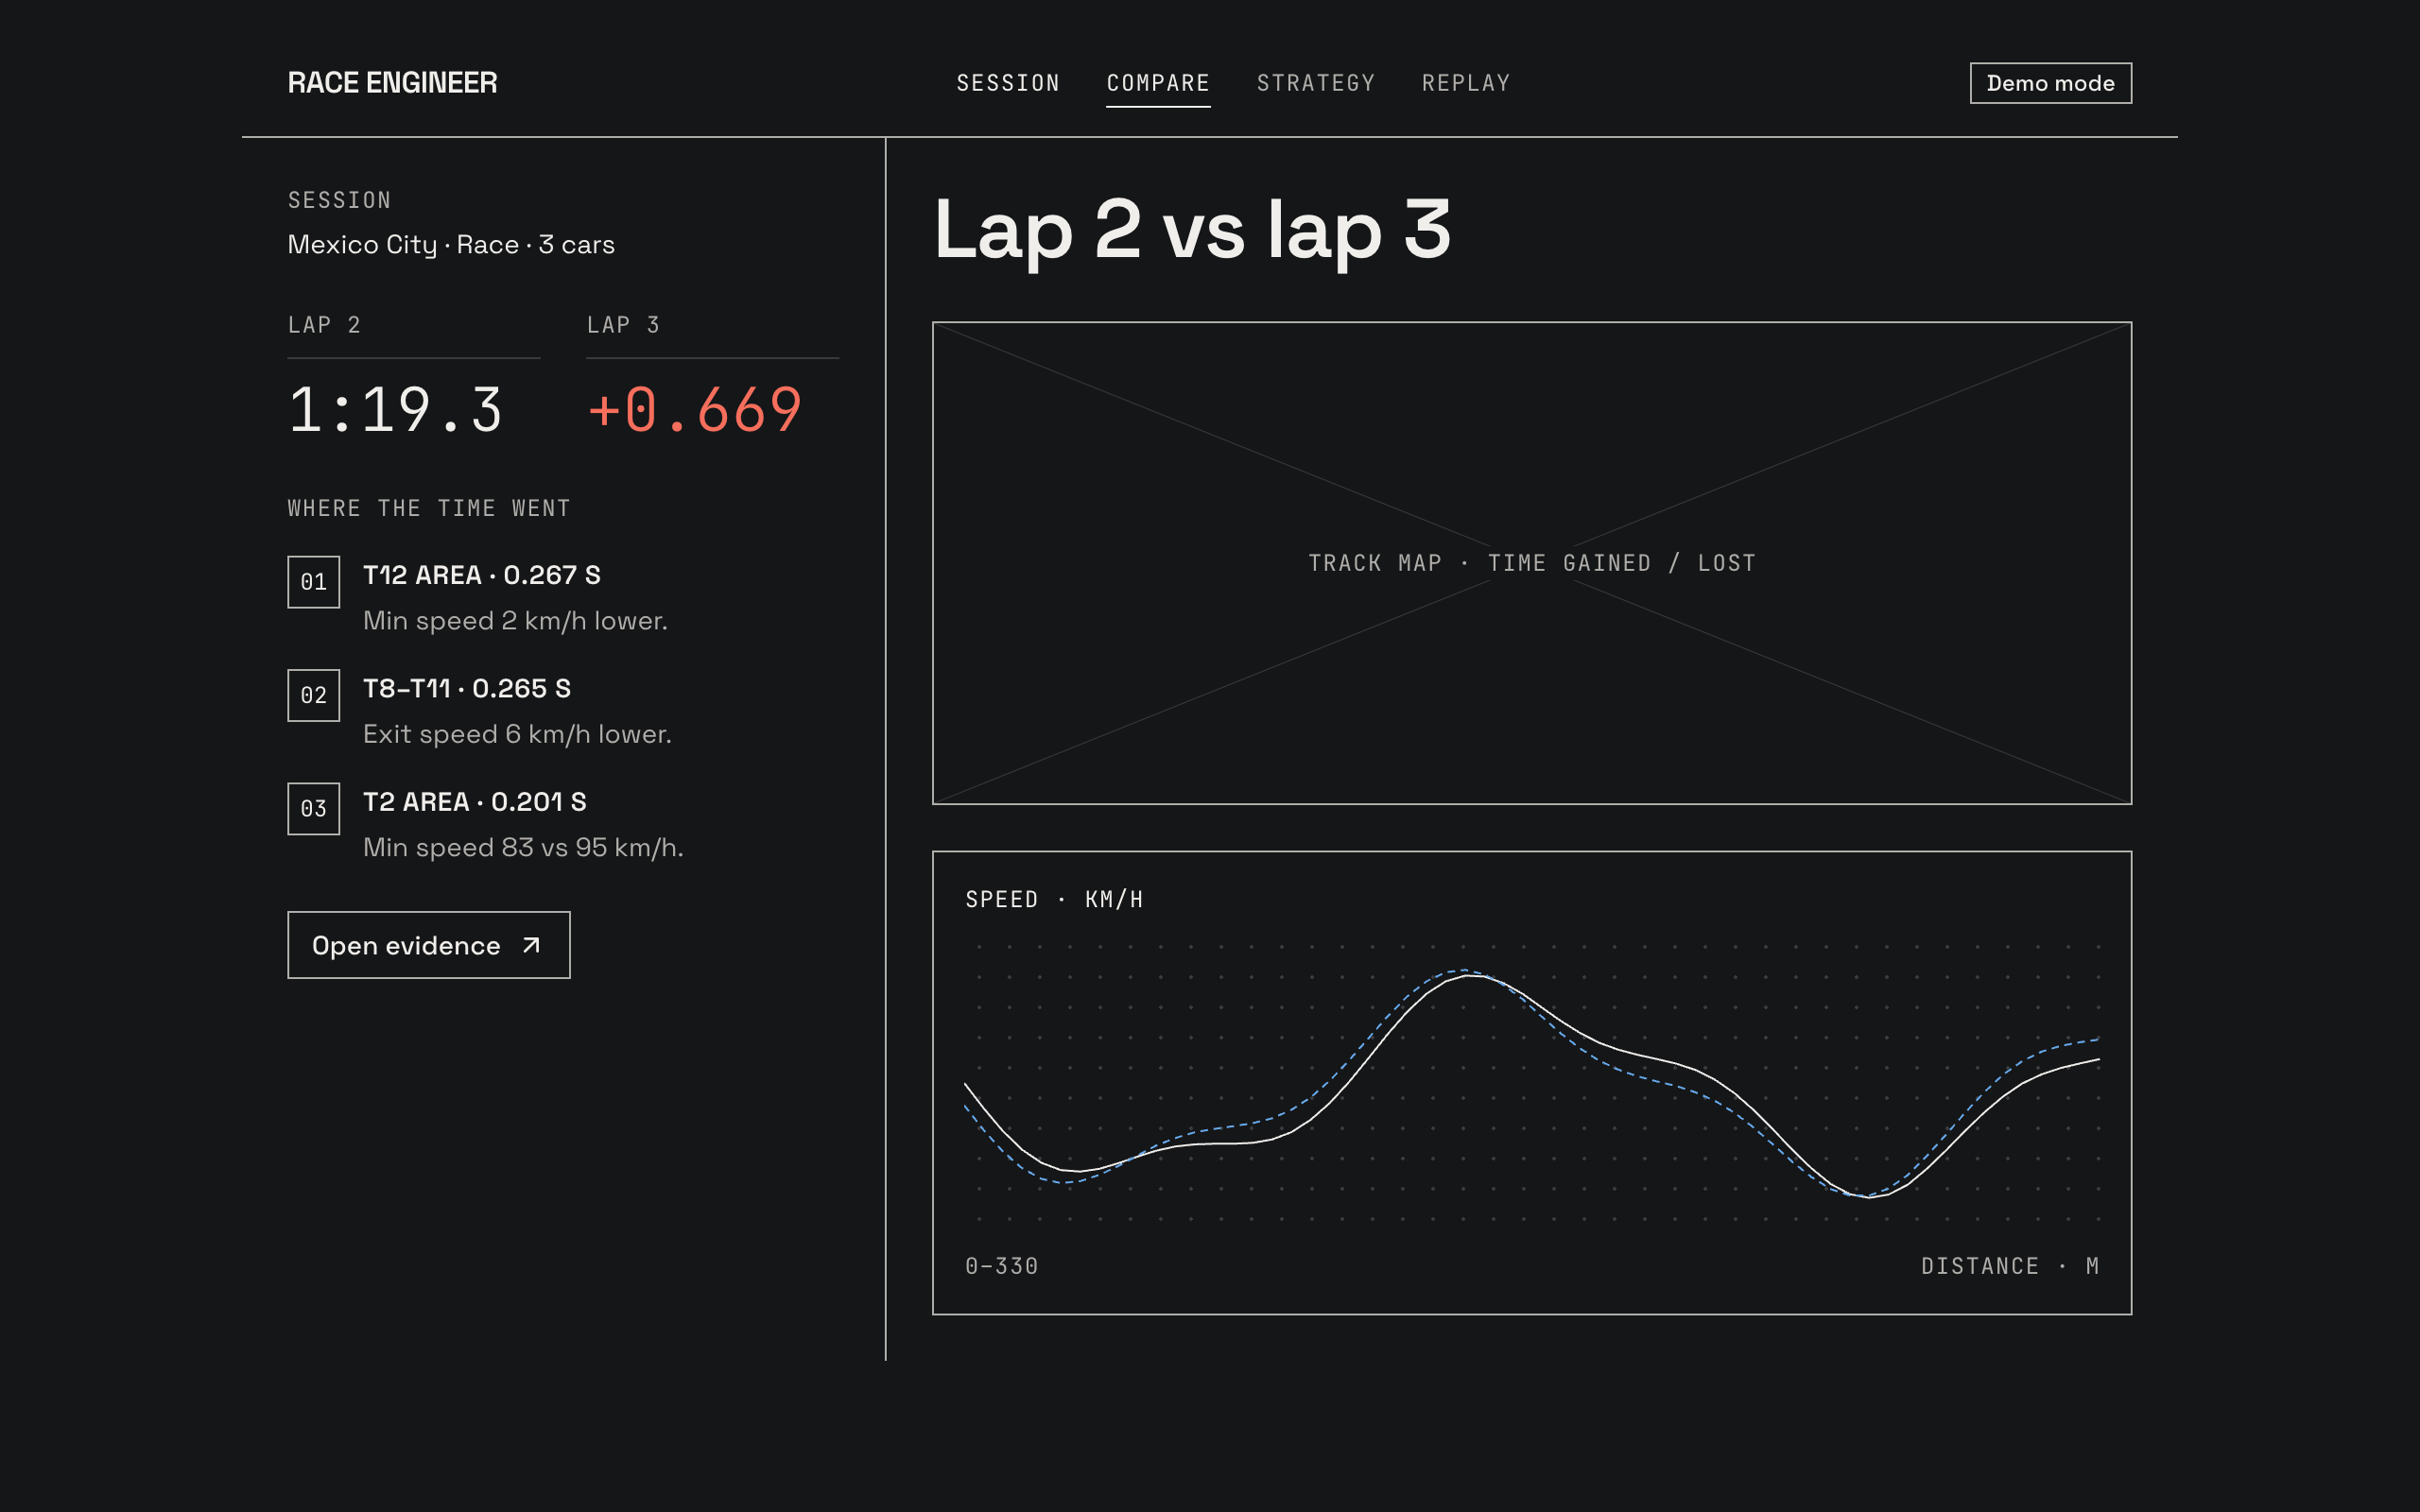 RACE ENGINEER
SESSION COMPARE STRATEGY REPLAY
Demo mode
SESSION
Mexico City · Race · 3 cars
LAP 2
1:19.3
LAP 3
+0.669
WHERE THE TIME WENT
01
T12 AREA · 0.267 S
Min speed 2 km/h lower.
02
T8–T11 · 0.265 S
Exit speed 6 km/h lower.
03
T2 AREA · 0.201 S
Min speed 83 vs 95 km/h.
Open evidence ↗
Lap 2 vs lap 3
TRACK MAP · TIME GAINED / LOST
SPEED · KM/H
0–330
DISTANCE · M